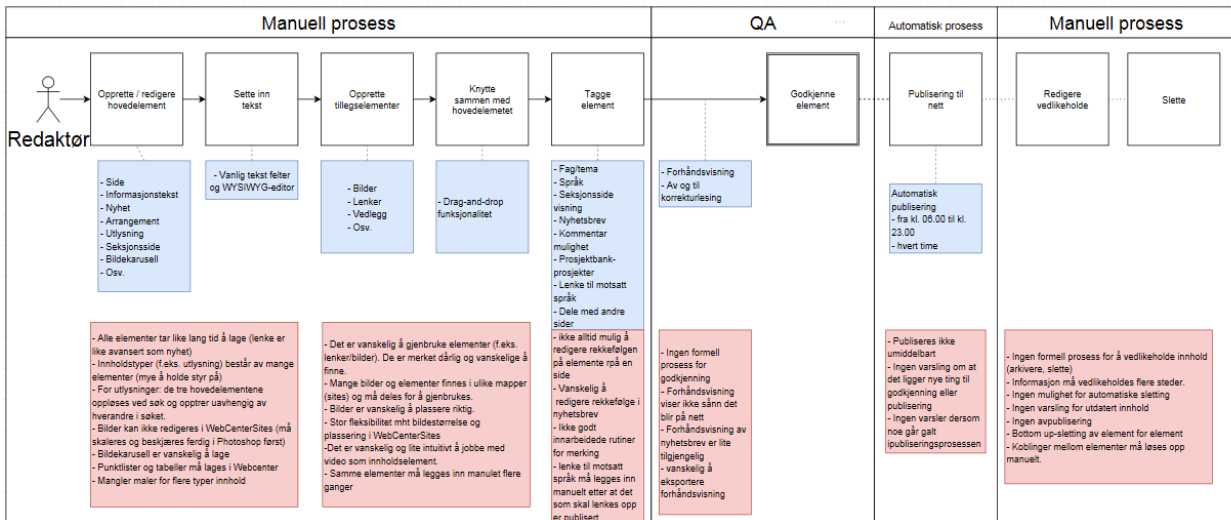 Manuell prosess
QA
Automatisk prosess
Manuell prosess
Redaktør
Opprette / redigere
hovedelement
Sette inn
tekst
Opprette
tillegselementer
Knytte
sammen med
hovedelemetet
Tagge
element
Godkjenne
element
Publisering til
nett
Redigere
vedlikeholde
Slette
- Side
- Informasjonstekst
- Nyhet
- Arrangement
- Utlysning
- Seksjonsside
- Bildekarusell
- Osv.
- Vanlig tekst felter
og WYSIWYG-editor
- Bilder
- Lenker
- Vedlegg
- Osv.
- Drag-and-drop
funksjonalitet
- Fag/tema
- Språk
- Seksjonsside
visning
- Nyhetsbrev
- Kommentar
mulighet
- Prosjektbank-
prosjekter
- Lenke til motsatt
språk
- Dele med andre
sider
- Forhåndsvisning
- Av og til
korrekturlesing
Automatisk
publisering
- fra kl. 06.00 til kl.
23.00
- hvert time
- Alle elementer tar like lang tid å lage (lenke er
like avansert som nyhet)
- Innholdstyper (f.eks. utlysning) består av mange
elementer (mye å holde styr på)
- For utlysninger: de tre hovedelementene
oppløses ved søk og opptrer uavhengig av
hverandre i søket.
- Bilder kan ikke redigeres i WebCenterSites (må
skaleres og beskjæres ferdig i Photoshop først)
- Bildekarusell er vanskelig å lage
- Punktlister og tabeller må lages i Webcenter
- Mangler maler for flere typer innhold
- Det er vanskelig å gjenbruke elementer (f.eks.
lenker/bilder). De er merket dårlig og vanskelige å
finne.
- Mange bilder og elementer finnes i ulike mapper
(sites) og må deles for å gjenbrukes.
- Bilder er vanskelig å plassere riktig.
- Stor fleksibilitet mht bildestørrelse og
plassering i WebCenterSites
-Det er vanskelig og lite intuitivt å jobbe med
video som innholdselement.
- Samme elementer må legges inn manulet flere
ganger
- ikke alltid mulig å
redigere rekkefølgen
på elemente rpå en
side
- Vanskelig å
redigere rekkefølge i
nyhetsbrev
- Ikke godt
innarbeidede rutiner
for merking
- lenke til motsatt
språk må legges inn
manuelt etter at det
som skal lenkes opp
er publisert
- Ingen formell
prosess for
godkjenning
- Forhåndsvisning
viser ikke sånn det
blir på nett
- Forhåndsvisning av
nyhetsbrev er lite
tilgjengelig
- vanskelig å
eksportere
forhåndsvisning
- Publiseres ikke
umiddelbart
- Ingen varsling om at
det ligger nye ting til
godkjenning eller
publisering
- Ingen varsler dersom
noe går galt
ipubliseringsprosessen
- Ingen formell prosess for å vedlikeholde innhold
(arkivere, slette)
- Informasjon må vedlikeholdes flere steder.
- Ingen mulighet for automatiske sletting
- Ingen varsling for utdatert innhold
- Ingen avpublisering
- Bottom up-sletting av element for element
- Koblinger mellom elementer må løses opp
manuelt.